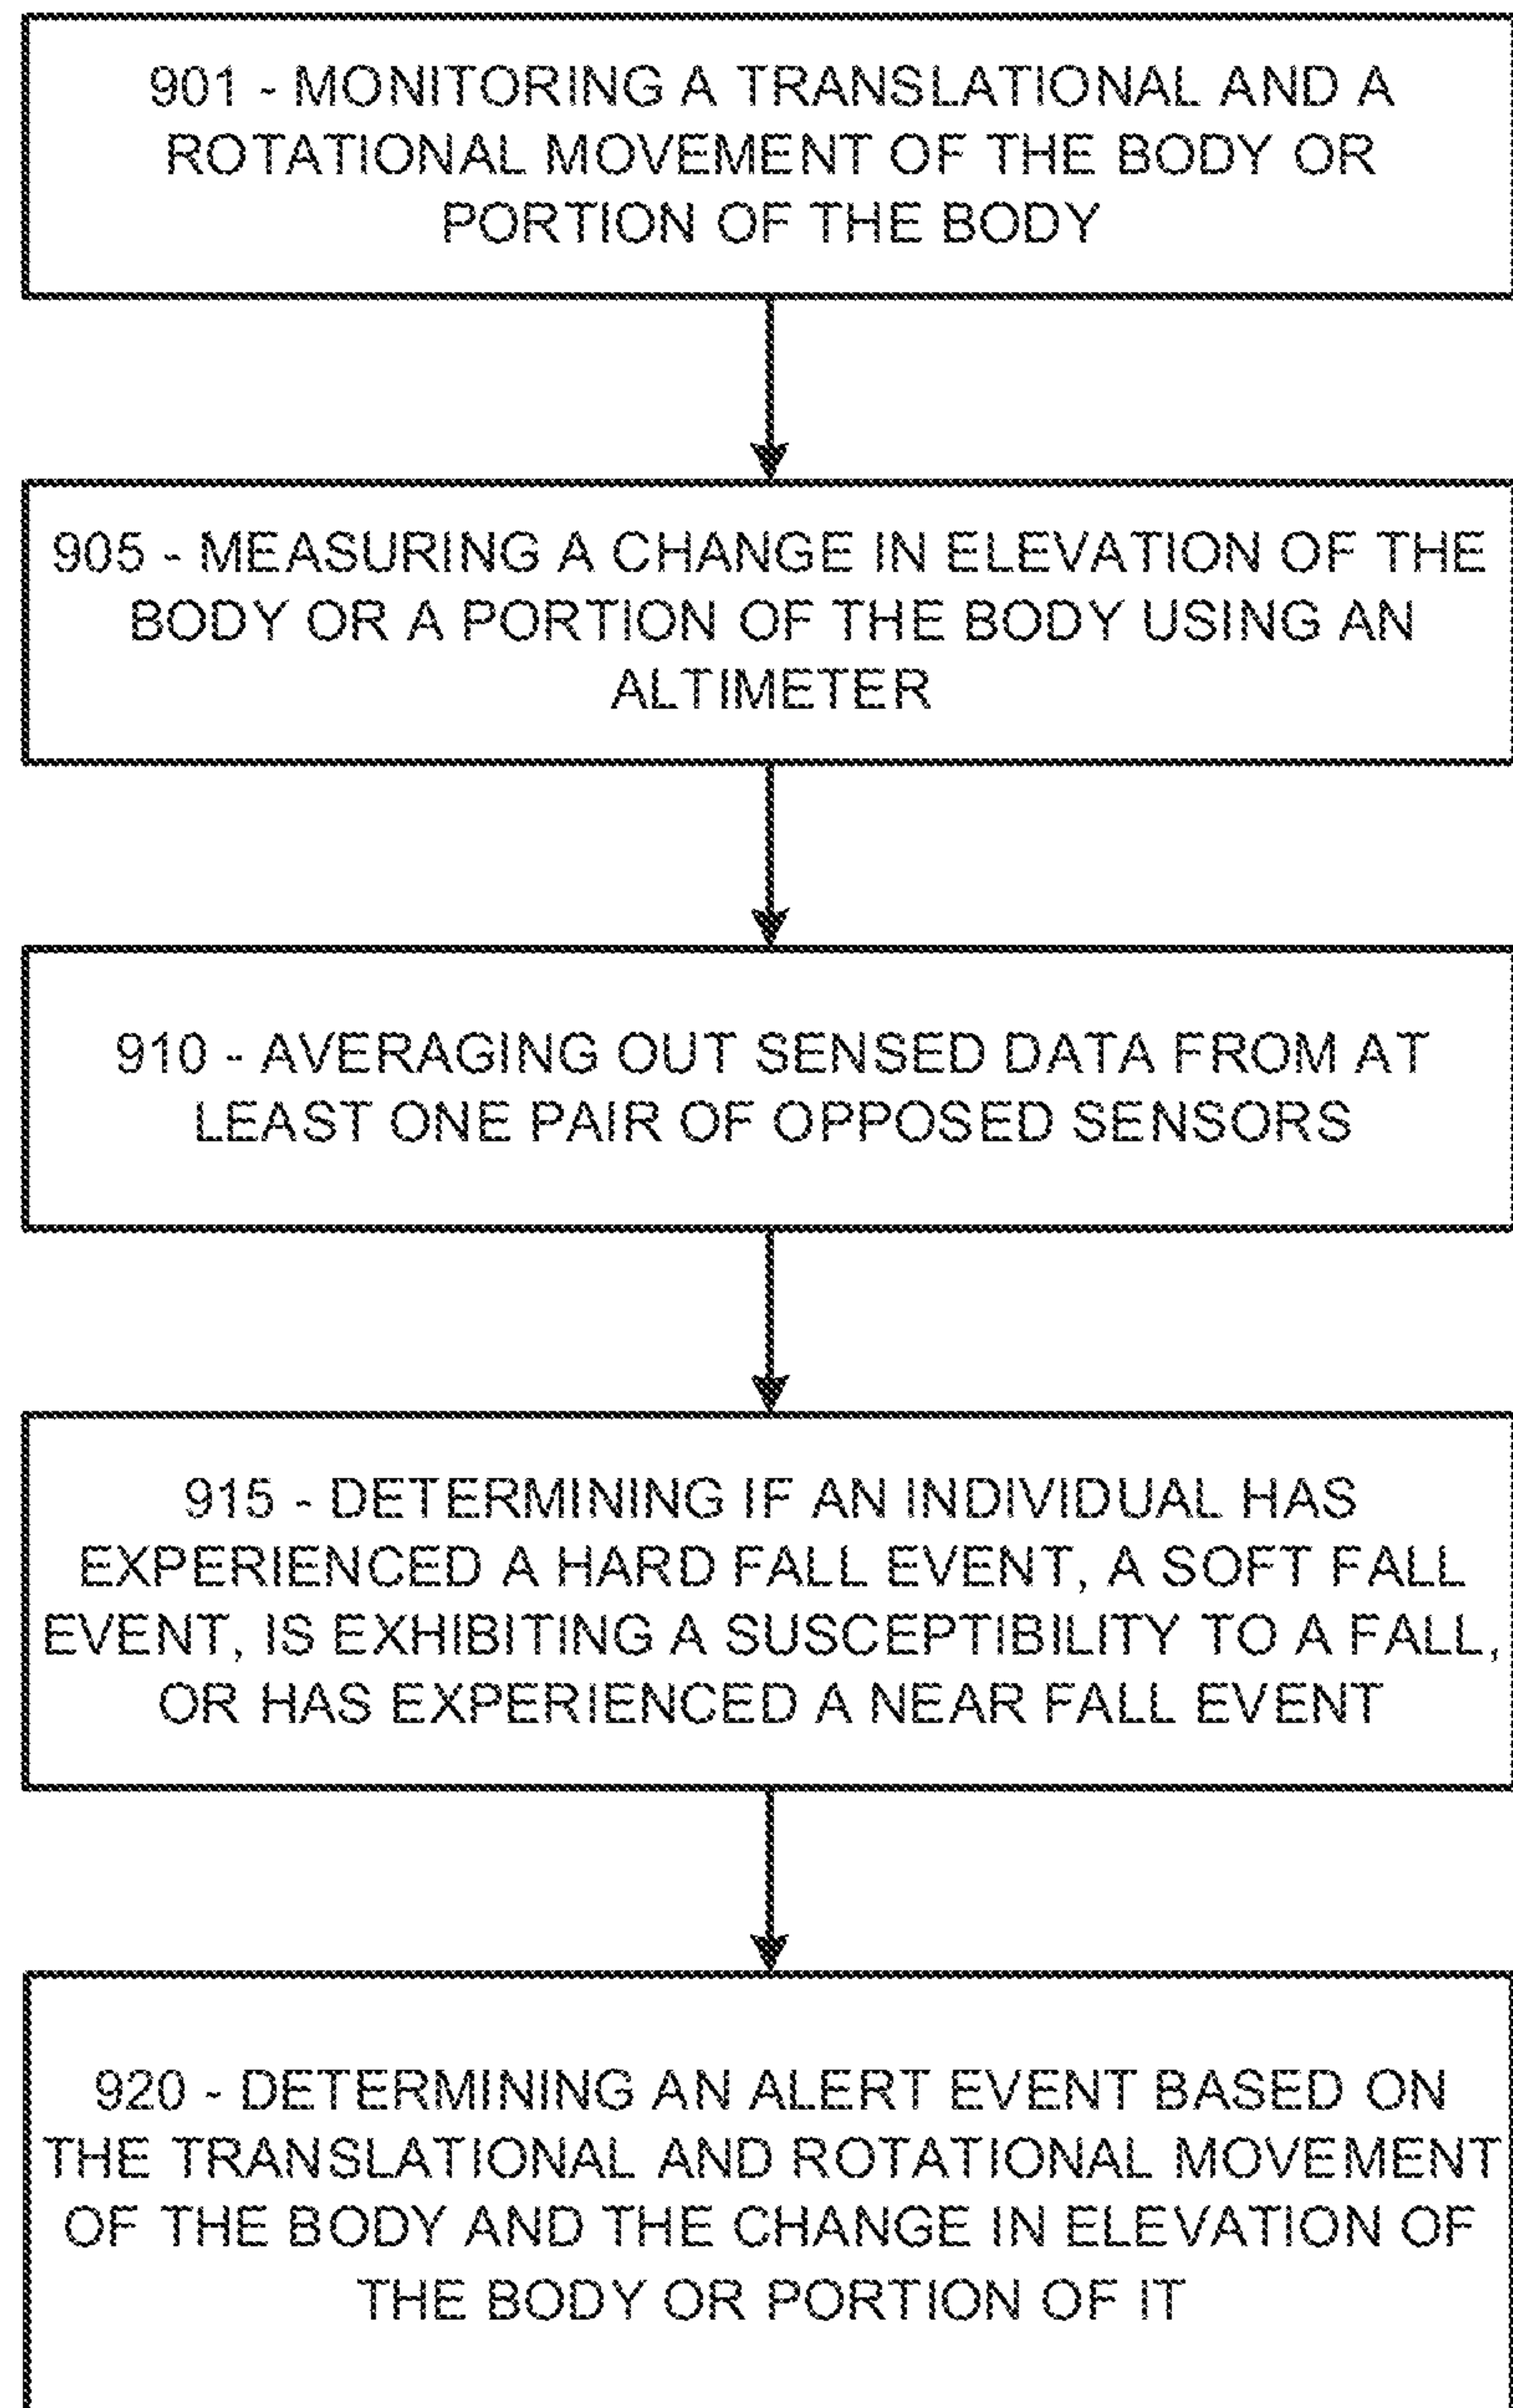 901 - MONITORING A TRANSLATIONAL AND A
ROTATIONAL MOVEMENT OF THE BODY OR
PORTION OF THE BODY
905 - MEASURING A CHANGE IN ELEVATION OF THE
BODY OR A PORTION OF THE BODY USING AN
ALTIMETER
910 - AVERAGING OUT SENSED DATA FROM AT
LEAST ONE PAIR OF OPPOSED SENSORS
915 - DETERMINING IF AN INDIVIDUAL HAS
EXPERIENCED A HARD FALL EVENT, A SOFT FALL
EVENT, IS EXHIBITING A SUSCEPTIBILITY TO A FALL,
OR HAS EXPERIENCED A NEAR FALL EVENT
920 - DETERMINING AN ALERT EVENT BASED ON
THE TRANSLATIONAL AND ROTATIONAL MOVEMENT
OF THE BODY AND THE CHANGE IN ELEVATION OF
THE BODY OR PORTION OF IT